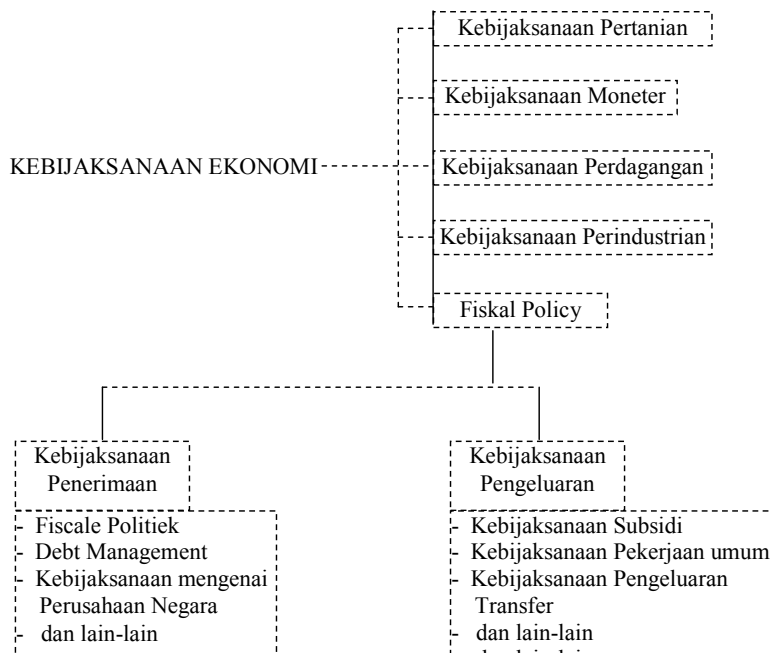 Kebijaksanaan Pertanian
Kebijaksanaan Moneter
KEBIJAKSANAAN EKONOMI
Kebijaksanaan Perdagangan
Kebijaksanaan Perindustrian
Fiskal Policy
Kebijaksanaan
Penerimaan
- Fiscale Politiek
- Debt Management
- Kebijaksanaan mengenai
Perusahaan Negara
- dan lain-lain
Kebijaksanaan
Pengeluaran
- Kebijaksanaan Subsidi
- Kebijaksanaan Pekerjaan umum
- Kebijaksanaan Pengeluaran
Transfer
- dan lain-lain